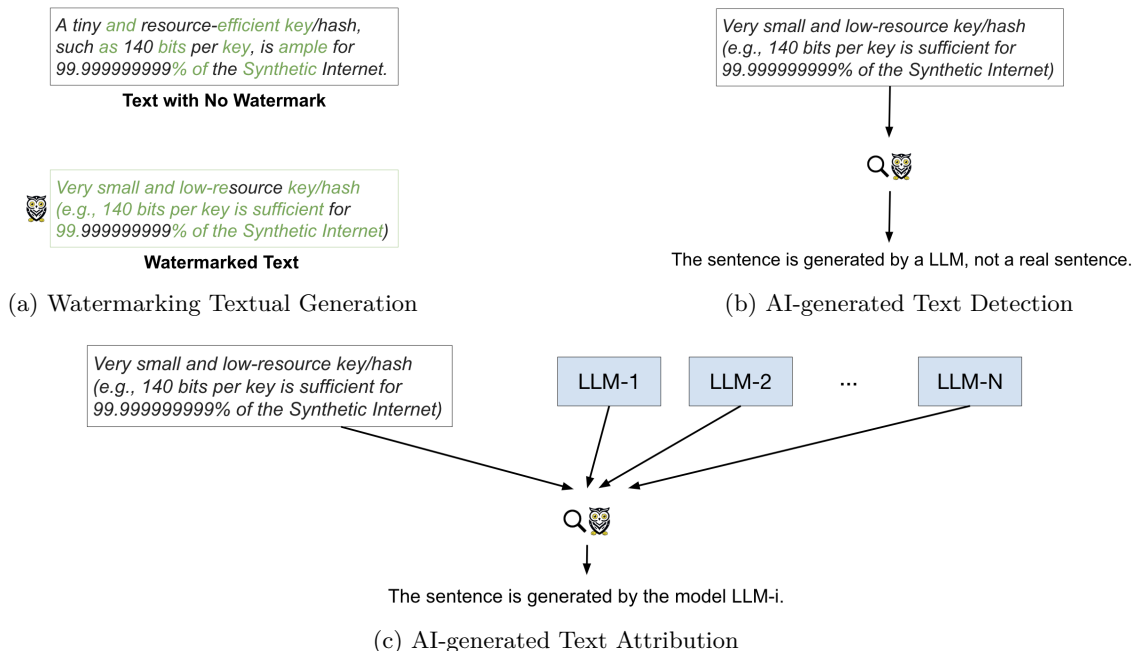 A tiny and resource-efficient key/hash,
such as 140 bits per key, is ample for
99.999999999% of the Synthetic Internet.
Text with No Watermark
Very small and low-resource key/hash
(e.g., 140 bits per key is sufficient for
99.999999999% of the Synthetic Internet)
Watermarked Text
(a) Watermarking Textual Generation
Very small and low-resource key/hash
(e.g., 140 bits per key is sufficient for
99.999999999% of the Synthetic Internet)
The sentence is generated by a LLM, not a real sentence.
(b) AI-generated Text Detection
Very small and low-resource key/hash
(e.g., 140 bits per key is sufficient for
99.999999999% of the Synthetic Internet)
LLM-1
LLM-2
...
LLM-N
The sentence is generated by the model LLM-i.
(c) AI-generated Text Attribution